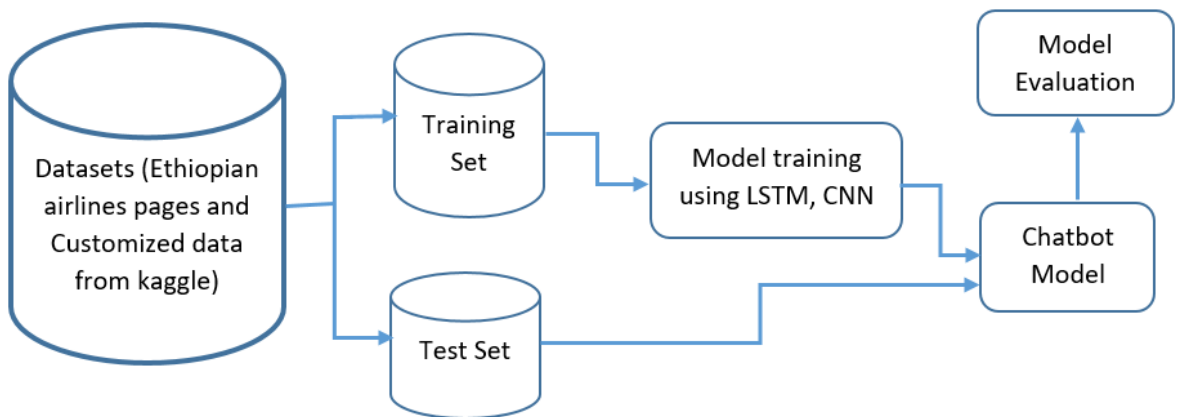 Datasets (Ethiopian
airlines pages and
Customized data
from kaggle)
Training
Set
Test Set
Model training
using LSTM, CNN
Chatbot
Model
Model
Evaluation